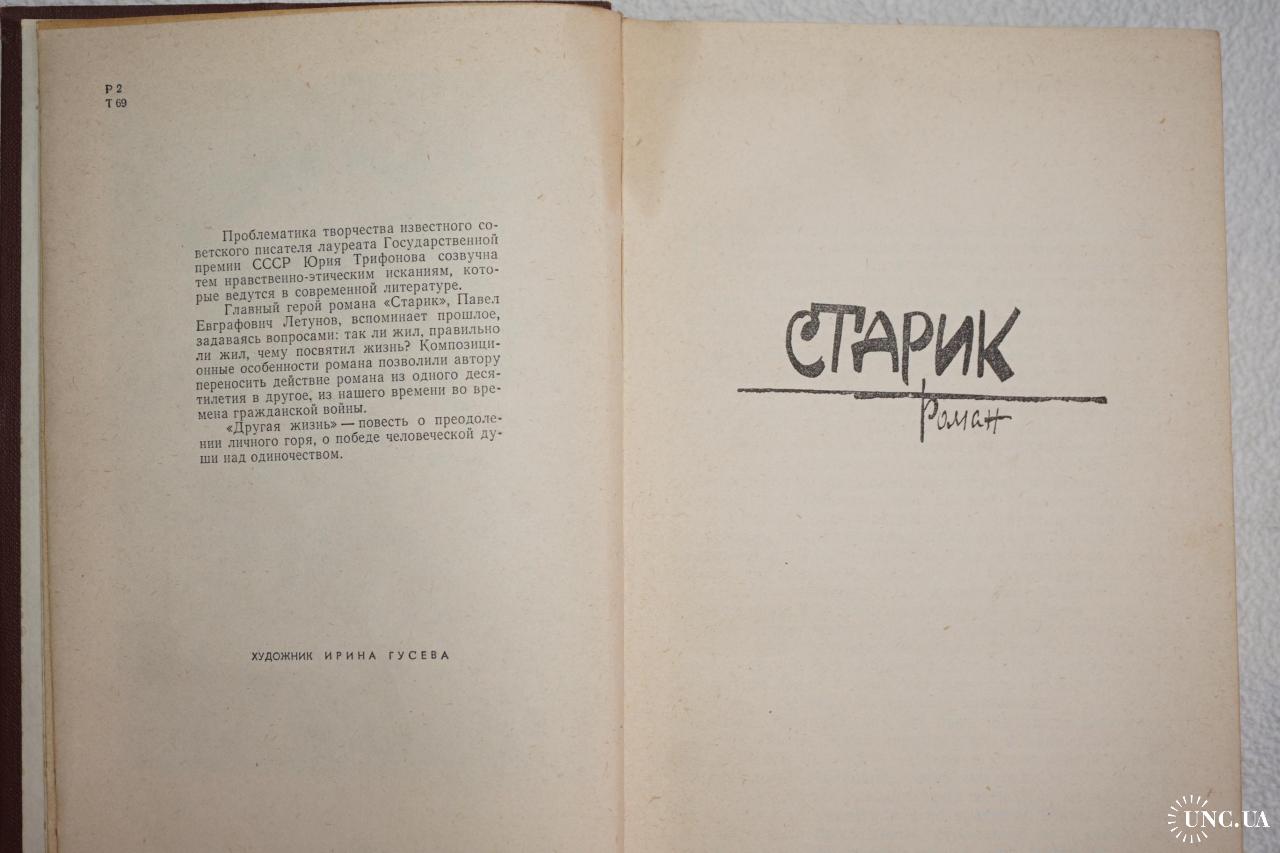 Р 2
Т 69
Проблематика творчества известного со-
ветского писателя лауреата Государственной
премии СССР Юрия Трифонова созвучна
тем нравственно-этическим исканиям, кото-
рые ведутся в современной литературе.
Главный герой романа «Старик», Павел
Евграфович Летунов, вспоминает прошлое,
задаваясь вопросами: так ли жил, правильно
ли жил, чему посвятил жизнь? Композици-
онные особенности романа позволили автору
переносить действие романа из одного деся-
тилетия в другое, из нашего времени во вре-
мена гражданской войны.
«Другая жизнь» — повесть о преодоле-
нии личного горя, о победе человеческой ду-
ши над одиночеством.
ХУДОЖНИК ИРИНА ГУСЕВА
СТАРИК
Роман
UNC.UA